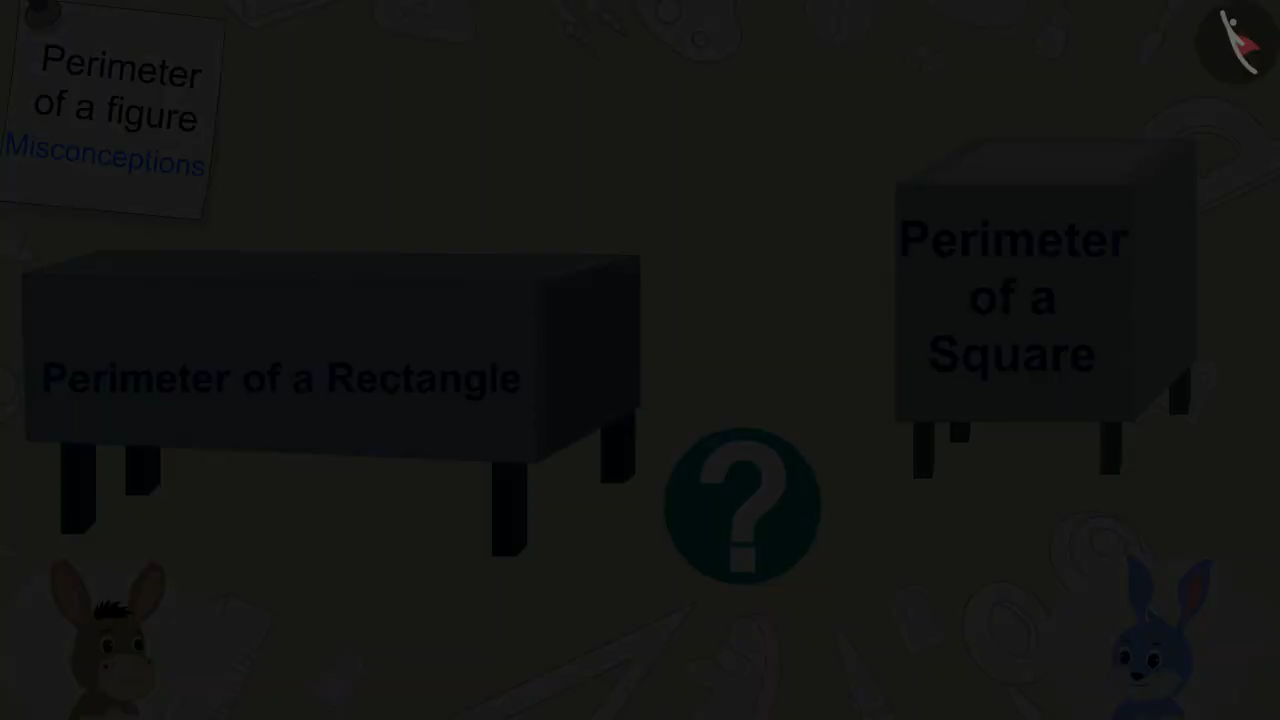 Perimeter
of a figure
Misconceptions
Perimeter
of a
Square
Perimeter of a Rectangle
?